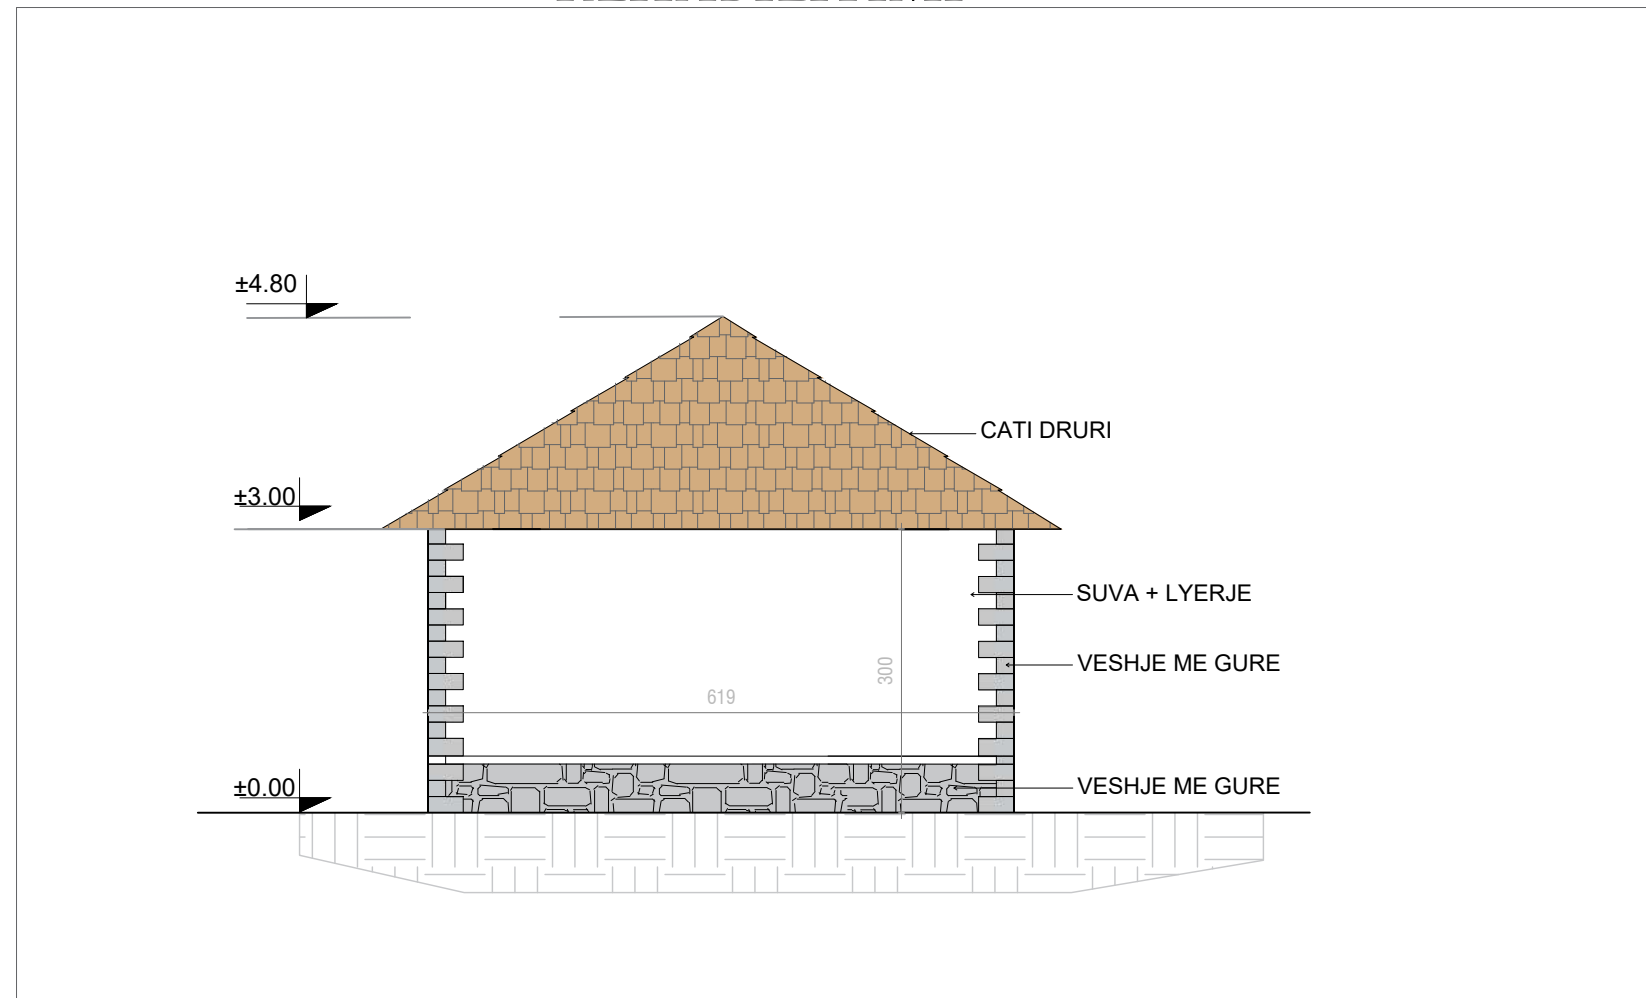 ±4.80
CATI DRURI
±3.00
SUVA + LYERJE
VESHJE ME GURE
300
619
±0.00
VESHJE ME GURE